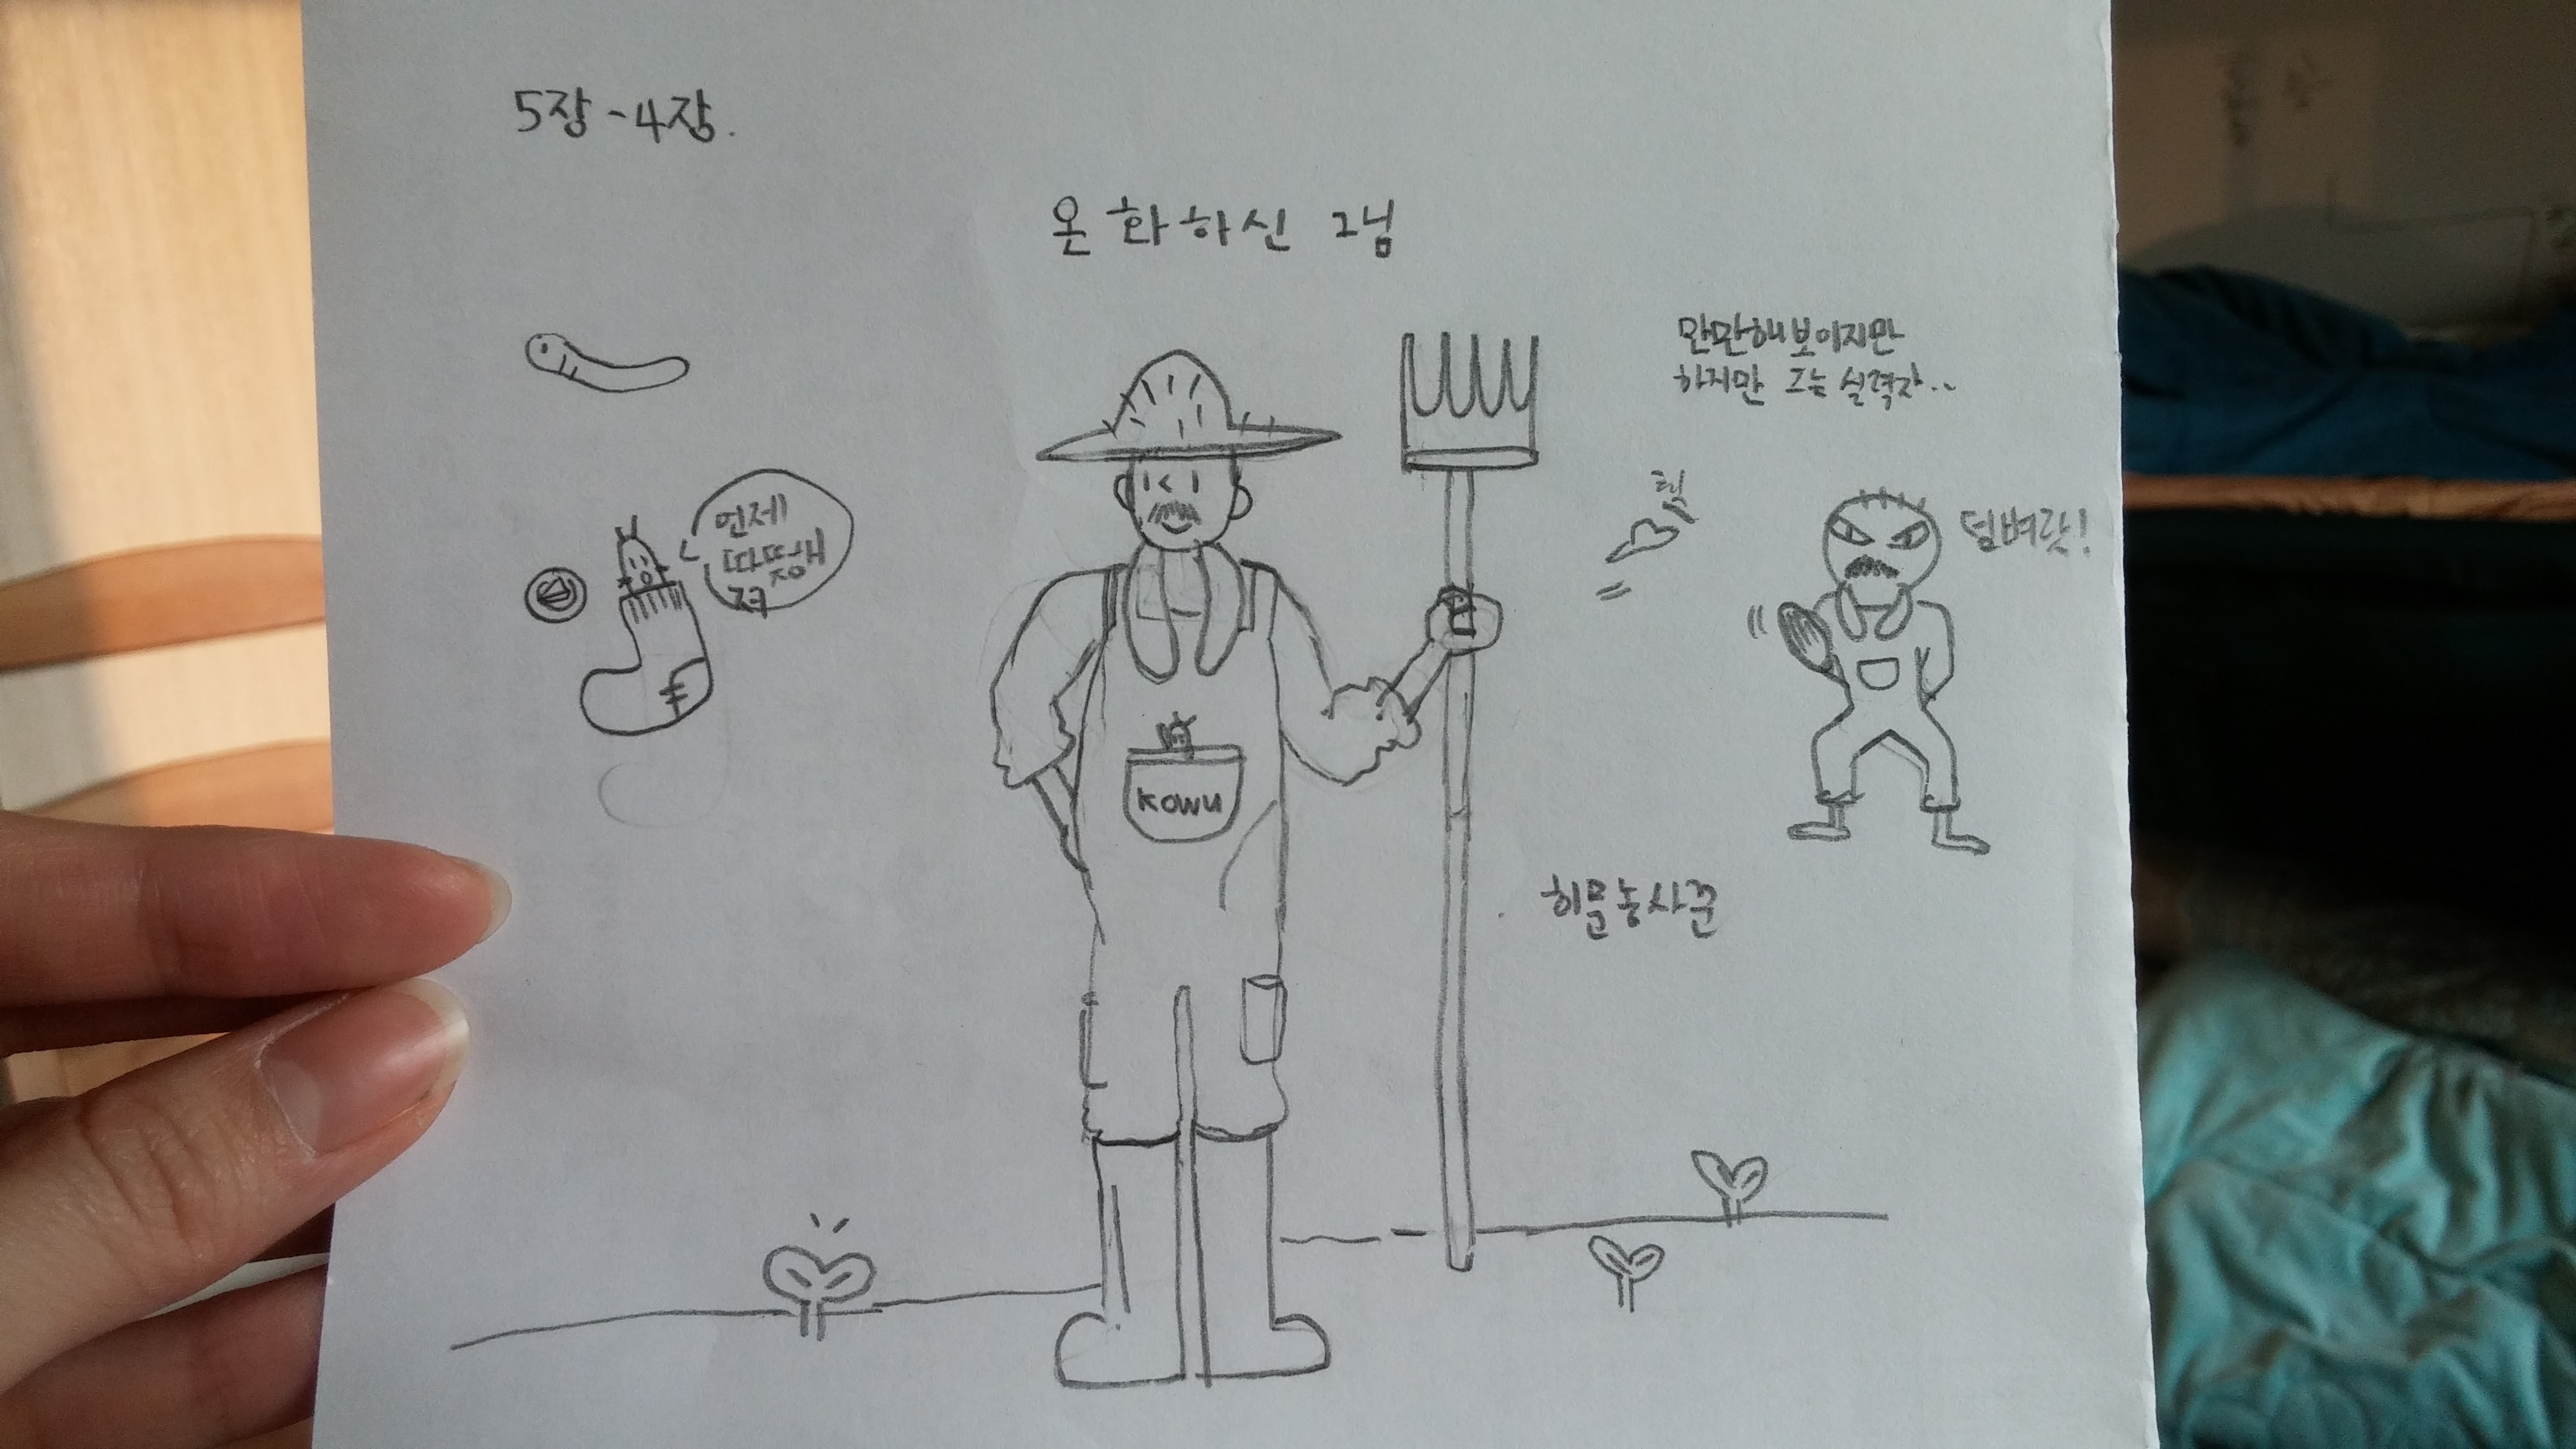 5장-4장.
온화하신 그님
만만해보이지만
하지만 그는 실력자..
언제
따뜻해
져
휙
덤벼랏!
KOWU
히문농사꾼